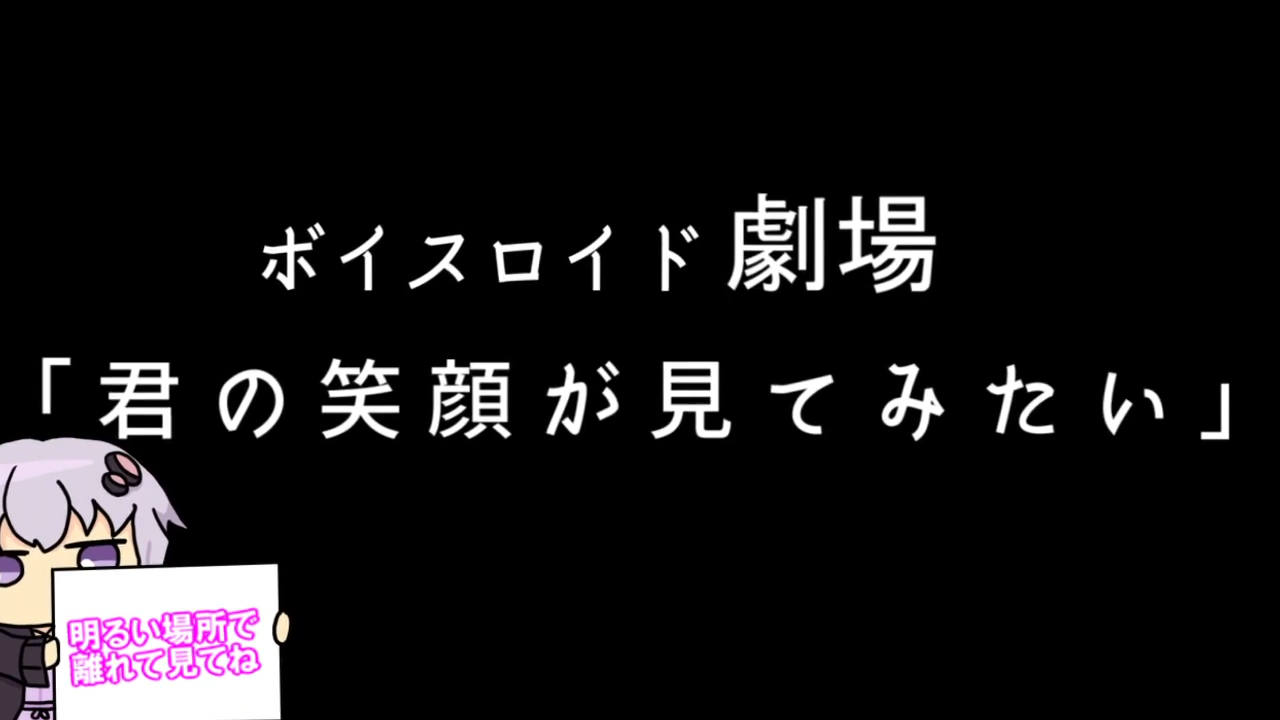 ボイスロイド劇場
「君の笑顔が見てみたい」
明るい場所で
離れて見てね